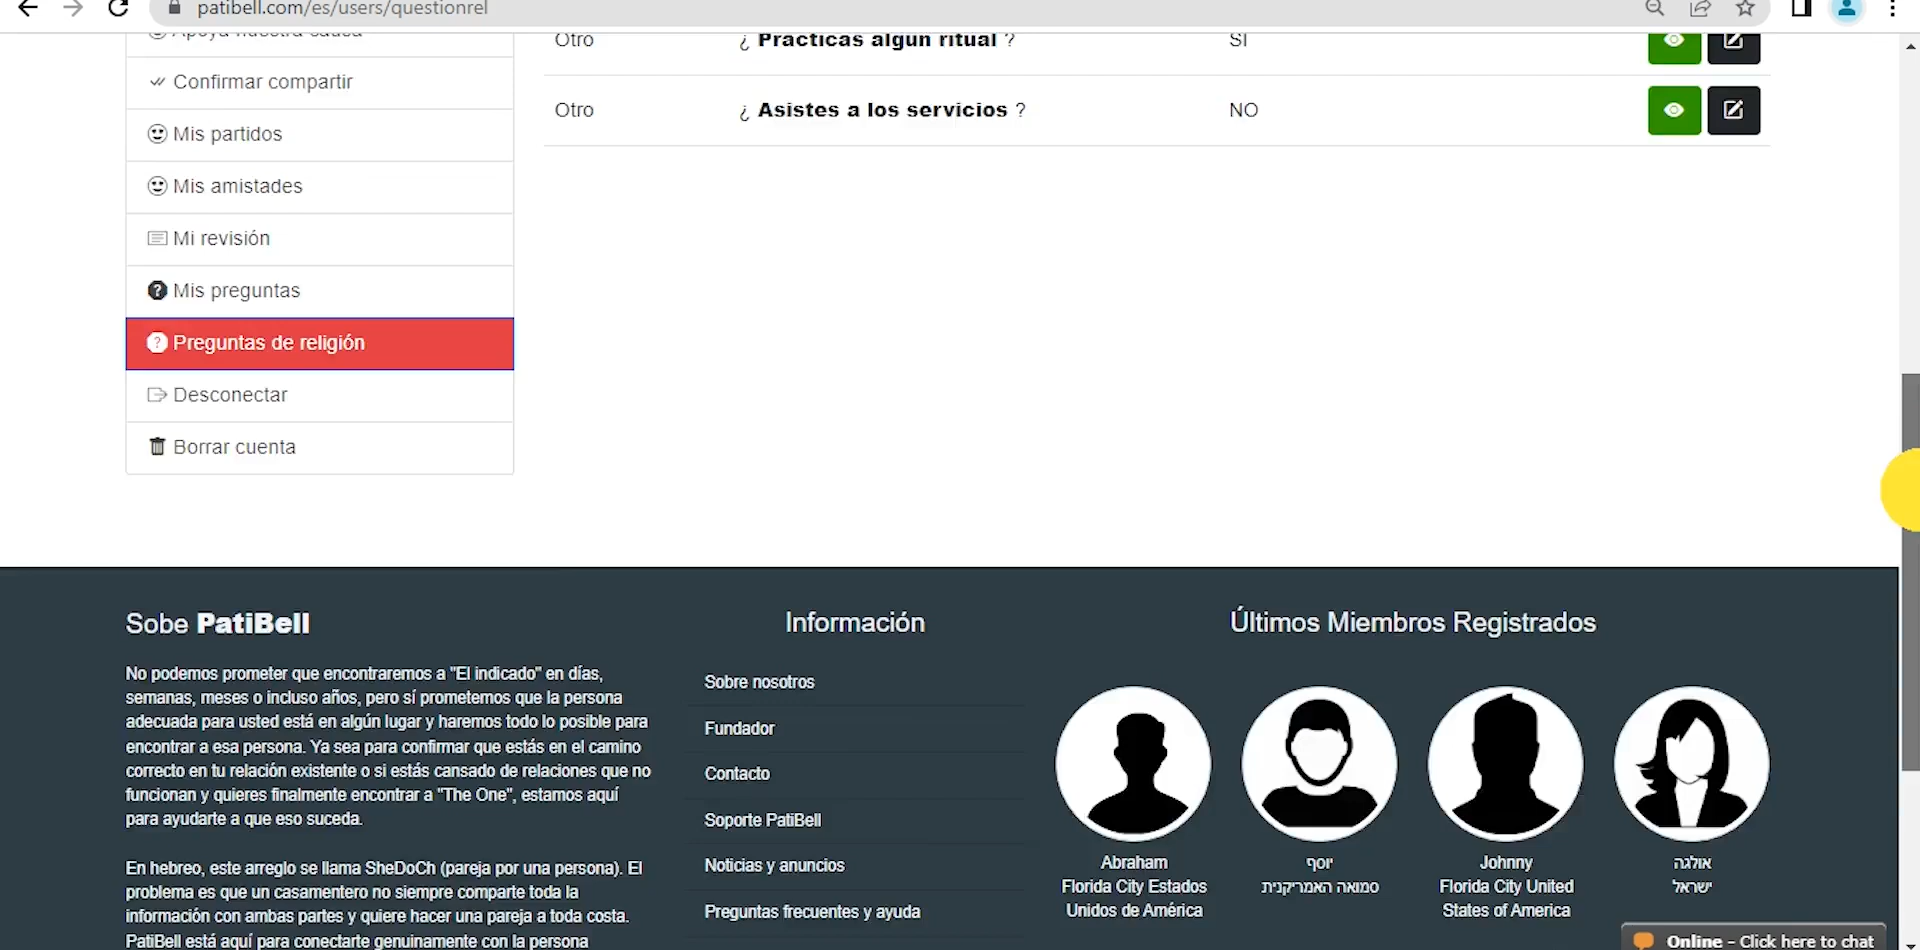 patibell.com/es/users/questionrel
Apoya nuestra causa
Confirmar compartir
Mis partidos
Mis amistades
Mi revisión
Mis preguntas
Preguntas de religión
Desconectar
Borrar cuenta
Otro ¿ Practicas algun ritual ? SI
Otro ¿ Asistes a los servicios ? NO
Sobe PatiBell
No podemos prometer que encontraremos a "El indicado" en días,
semanas, meses o incluso años, pero sí prometemos que la persona
adecuada para usted está en algún lugar y haremos todo lo posible para
encontrar a esa persona. Ya sea para confirmar que estás en el camino
correcto en tu relación existente o si estás cansado de relaciones que no
funcionan y quieres finalmente encontrar a "The One", estamos aquí
para ayudarte a que eso suceda.
En hebreo, este arreglo se llama SheDoCh (pareja por una persona). El
problema es que un casamentero no siempre comparte toda la
información con ambas partes y quiere hacer una pareja a toda costa.
PatiBell está aquí para conectarte genuinamente con la persona
Información
Sobre nosotros
Fundador
Contacto
Soporte PatiBell
Noticias y anuncios
Preguntas frecuentes y ayuda
Últimos Miembros Registrados
Abraham
Florida City Estados
Unidos de América
יוסף
סמואה האמריקנית
Johnny
Florida City United
States of America
אולגה
ישראל
Online - Click here to chat